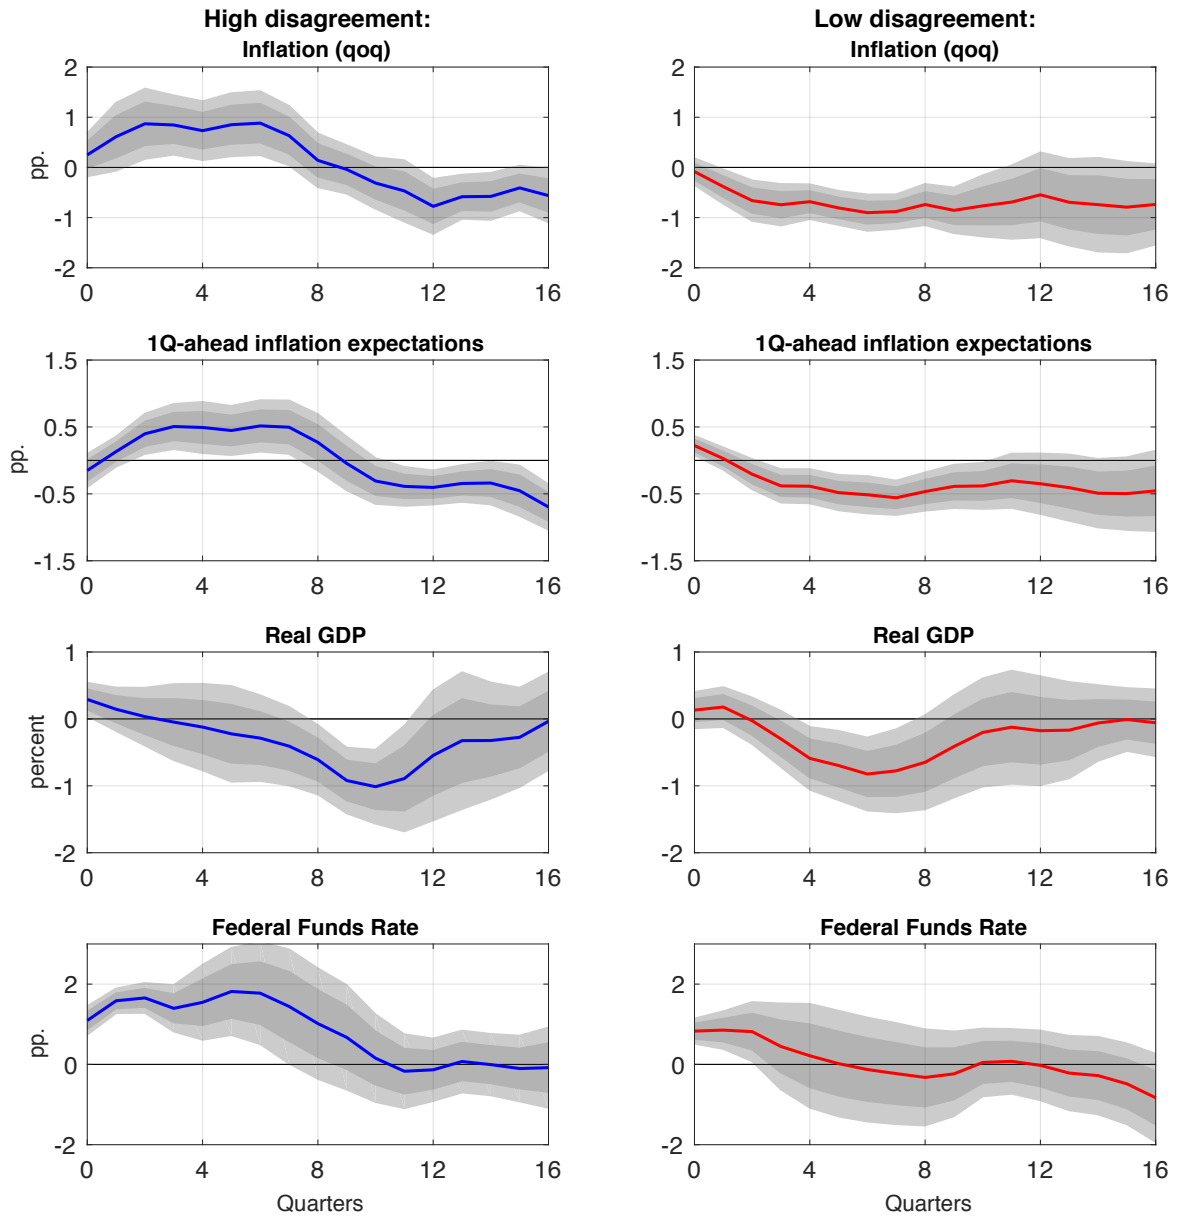 High disagreement:
Inflation (qoq)
2
1
0
-1
-2
pp.
0 4 8 12 16
Low disagreement:
Inflation (qoq)
2
1
0
-1
-2
0 4 8 12 16
1Q-ahead inflation expectations
1.5
0.5
-0.5
-1.5
pp.
0 4 8 12 16
1Q-ahead inflation expectations
1.5
0.5
-0.5
-1.5
0 4 8 12 16
Real GDP
1
0
-1
-2
percent
0 4 8 12 16
Real GDP
1
0
-1
-2
0 4 8 12 16
Federal Funds Rate
2
0
-2
pp.
0 4 8 12 16
Quarters
Federal Funds Rate
2
0
-2
0 4 8 12 16
Quarters